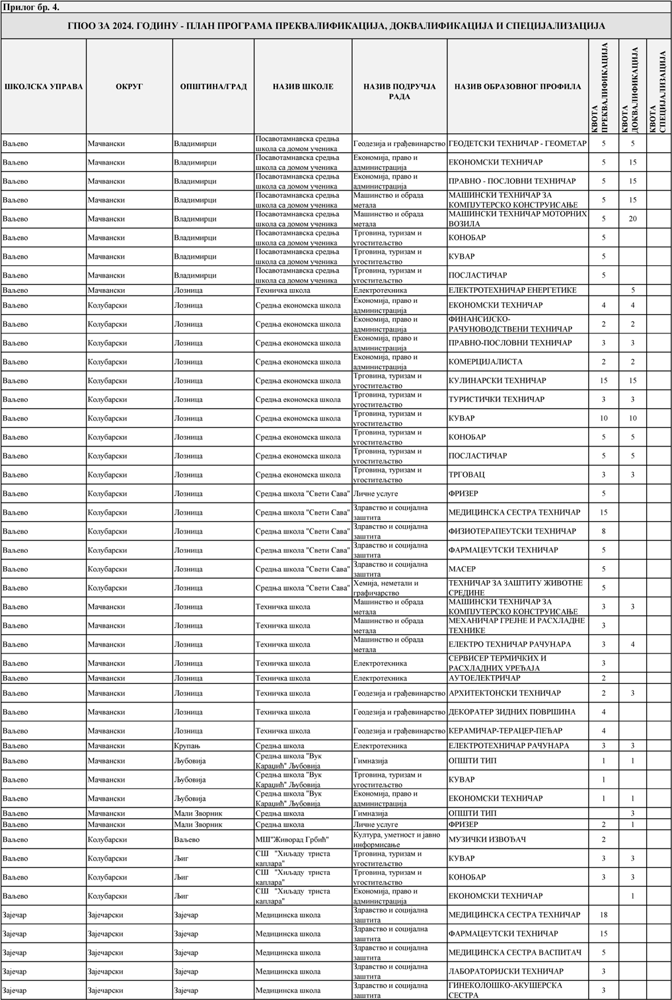 Прилог бр. 4.
ГПОО ЗА 2024. ГОДИНУ - ПЛАН ПРОГРАМА ПРЕКВАЛИФИКАЦИЈА, ДОКВАЛИФИКАЦИЈА И СПЕЦИЈАЛИЗАЦИЈА
ШКОЛСКА УПРАВА ОКРУГ ОПШТИНА/ГРАД НАЗИВ ШКОЛЕ НАЗИВ ПОДРУЧЈА РАДА НАЗИВ ОБРАЗОВНОГ ПРОФИЛА КВОТА ПРЕКВАЛИФИКАЦИЈА КВОТА ДОКВАЛИФИКАЦИЈА КВОТА СПЕЦИЈАЛИЗАЦИЈА
Ваљево Мачвански Владимирци Посавотамнавска средња школа са домом ученика Геодезија и грађевинарство ГЕОДЕТСКИ ТЕХНИЧАР - ГЕОМЕТАР 5 5
Ваљево Мачвански Владимирци Посавотамнавска средња школа са домом ученика Економија, право и администрација ЕКОНОМСКИ ТЕХНИЧАР 5 15
Ваљево Мачвански Владимирци Посавотамнавска средња школа са домом ученика Економија, право и администрација ПРАВНО - ПОСЛОВНИ ТЕХНИЧАР 5 15
Ваљево Мачвански Владимирци Посавотамнавска средња школа са домом ученика Машинство и обрада метала МАШИНСКИ ТЕХНИЧАР ЗА КОМПЈУТЕРСКО КОНСТРУИСАЊЕ 5 15
Ваљево Мачвански Владимирци Посавотамнавска средња школа са домом ученика Машинство и обрада метала МАШИНСКИ ТЕХНИЧАР МОТОРНИХ ВОЗИЛА 5 20
Ваљево Мачвански Владимирци Посавотамнавска средња школа са домом ученика Трговина, туризам и угоститељство КОНОБАР 5
Ваљево Мачвански Владимирци Посавотамнавска средња школа са домом ученика Трговина, туризам и угоститељство КУВАР 5
Ваљево Мачвански Владимирци Посавотамнавска средња школа са домом ученика Трговина, туризам и угоститељство ПОСЛАСТИЧАР 5
Ваљево Мачвански Лозница Техничка школа Електротехника ЕЛЕКТРОТЕХНИЧАР ЕНЕРГЕТИКЕ 5
Ваљево Колубарски Лозница Средња економска школа Економија, право и администрација ЕКОНОМСКИ ТЕХНИЧАР 4 4
Ваљево Колубарски Лозница Средња економска школа Економија, право и администрација ФИНАНСИЈСКО-РАЧУНОВОДСТВЕНИ ТЕХНИЧАР 2 2
Ваљево Колубарски Лозница Средња економска школа Економија, право и администрација ПРАВНО-ПОСЛОВНИ ТЕХНИЧАР 3 3
Ваљево Колубарски Лозница Средња економска школа Економија, право и администрација КОМЕРЦИЈАЛИСТА 2 2
Ваљево Колубарски Лозница Средња економска школа Трговина, туризам и угоститељство КУЛИНАРСКИ ТЕХНИЧАР 15 15
Ваљево Колубарски Лозница Средња економска школа Трговина, туризам и угоститељство ТУРИСТИЧКИ ТЕХНИЧАР 3 3
Ваљево Колубарски Лозница Средња економска школа Трговина, туризам и угоститељство КУВАР 10 10
Ваљево Колубарски Лозница Средња економска школа Трговина, туризам и угоститељство КОНОБАР 5 5
Ваљево Колубарски Лозница Средња економска школа Трговина, туризам и угоститељство ПОСЛАСТИЧАР 5 5
Ваљево Колубарски Лозница Средња економска школа Трговина, туризам и угоститељство ТРГОВАЦ 3 3
Ваљево Колубарски Лозница Средња школа "Свети Сава" Личне услуге ФРИЗЕР 5
Ваљево Колубарски Лозница Средња школа "Свети Сава" Здравство и социјална заштита МЕДИЦИНСКА СЕСТРА ТЕХНИЧАР 15
Ваљево Колубарски Лозница Средња школа "Свети Сава" Здравство и социјална заштита ФИЗИОТЕРАПЕУТСКИ ТЕХНИЧАР 8
Ваљево Колубарски Лозница Средња школа "Свети Сава" Здравство и социјална заштита ФАРМАЦЕУТСКИ ТЕХНИЧАР 5
Ваљево Колубарски Лозница Средња школа "Свети Сава" Здравство и социјална заштита МАСЕР 5
Ваљево Колубарски Лозница Средња школа "Свети Сава" Хемија, неметали и графичарство ТЕХНИЧАР ЗА ЗАШТИТУ ЖИВОТНЕ СРЕДИНЕ 5
Ваљево Мачвански Лозница Техничка школа Машинство и обрада метала МАШИНСКИ ТЕХНИЧАР ЗА КОМПЈУТЕРСКО КОНСТРУИСАЊЕ 3 3
Ваљево Мачвански Лозница Техничка школа Машинство и обрада метала МЕХАНИЧАР ГРЕЈНЕ И РАСХЛАДНЕ ТЕХНИКЕ 3
Ваљево Мачвански Лозница Техничка школа Машинство и обрада метала ЕЛЕКТРО ТЕХНИЧАР РАЧУНАРА 3 4
Ваљево Мачвански Лозница Техничка школа Електротехника СЕРВИСЕР ТЕРМИЧКИХ И РАСХЛАДНИХ УРЕЂАЈА 3
Ваљево Мачвански Лозница Техничка школа Електротехника АУТОЕЛЕКТРИЧАР 2
Ваљево Мачвански Лозница Техничка школа Геодезија и грађевинарство АРХИТЕКТОНСКИ ТЕХНИЧАР 2 3
Ваљево Мачвански Лозница Техничка школа Геодезија и грађевинарство ДЕКОРАТЕР ЗИДНИХ ПОВРШИНА 4
Ваљево Мачвански Лозница Техничка школа Геодезија и грађевинарство КЕРАМИЧАР-ТЕРАЦЕР-ПЕЋАР 4
Ваљево Мачвански Крупањ Средња школа Електротехника ЕЛЕКТРОТЕХНИЧАР РАЧУНАРА 3 3
Ваљево Мачвански Љубовија Средња школа "Вук Караџић" Љубовија Гимназија ОПШТИ ТИП 1 1
Ваљево Мачвански Љубовија Средња школа "Вук Караџић" Љубовија Трговина, туризам и угоститељство КУВАР 1
Ваљево Мачвански Љубовија Средња школа "Вук Караџић" Љубовија Економија, право и администрација ЕКОНОМСКИ ТЕХНИЧАР 1 1
Ваљево Мачвански Мали Зворник Средња школа Гимназија ОПШТИ ТИП 3
Ваљево Мачвански Мали Зворник Средња школа Личне услуге ФРИЗЕР 2 1
Ваљево Колубарски Ваљево МШ"Живорад Грбић" Култура, уметност и јавно информисање МУЗИЧКИ ИЗВОЂАЧ 2
Ваљево Колубарски Љиг СШ "Хиљаду триста каплара" Трговина, туризам и угоститељство КУВАР 3 3
Ваљево Колубарски Љиг СШ "Хиљаду триста каплара" Трговина, туризам и угоститељство КОНОБАР 3 3
Ваљево Колубарски Љиг СШ "Хиљаду триста каплара" Економија, право и администрација ЕКОНОМСКИ ТЕХНИЧАР 1
Зајечар Зајечарски Зајечар Медицинска школа Здравство и социјална заштита МЕДИЦИНСКА СЕСТРА ТЕХНИЧАР 18
Зајечар Зајечарски Зајечар Медицинска школа Здравство и социјална заштита ФАРМАЦЕУТСКИ ТЕХНИЧАР 15
Зајечар Зајечарски Зајечар Медицинска школа Здравство и социјална заштита МЕДИЦИНСКА СЕСТРА ВАСПИТАЧ 5
Зајечар Зајечарски Зајечар Медицинска школа Здравство и социјална заштита ЛАБОРАТОРИЈСКИ ТЕХНИЧАР 3
Зајечар Зајечарски Зајечар Медицинска школа Здравство и социјална заштита ГИНЕКОЛОШКО-АКУШЕРСКА СЕСТРА 3